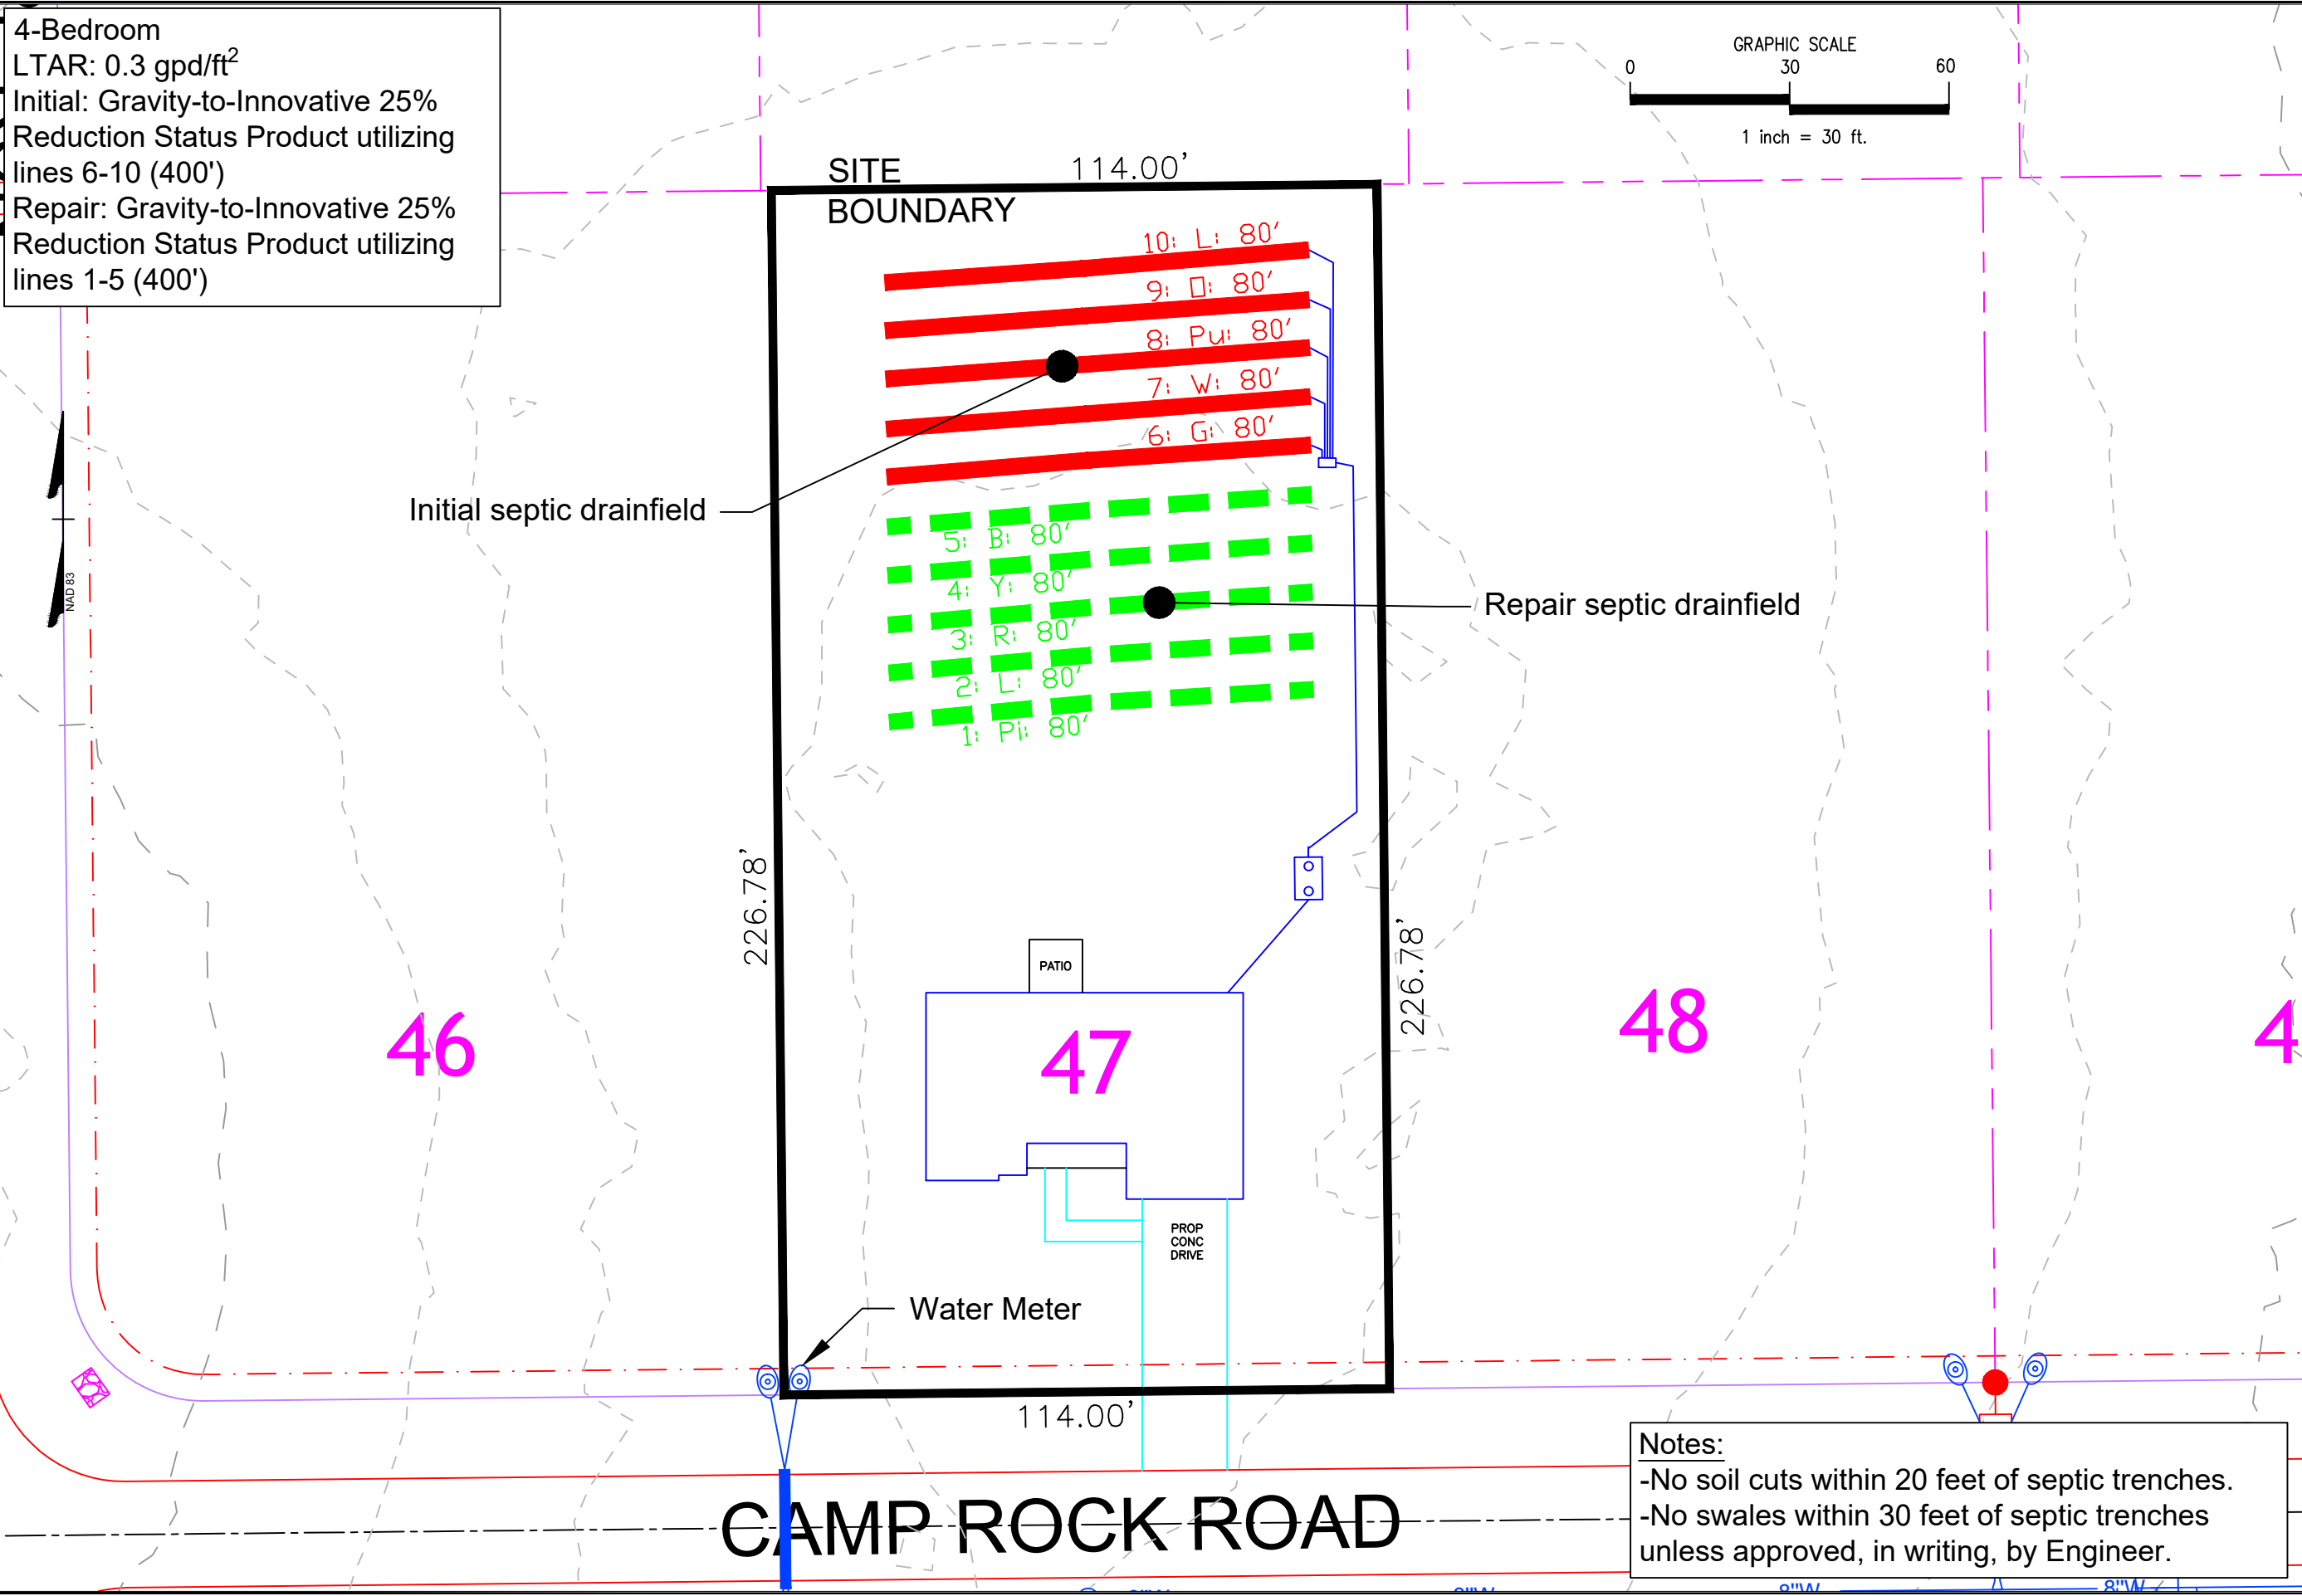 4-Bedroom
LTAR: 0.3 gpd/ft2
Initial: Gravity-to-Innovative 25%
Reduction Status Product utilizing
lines 6-10 (400')
Repair: Gravity-to-Innovative 25%
Reduction Status Product utilizing
lines 1-5 (400')
GRAPHIC SCALE
0 30 60
1 inch = 30 ft.
SITE
BOUNDARY
114.00'
10: L: 80'
9: O: 80'
8: Pu: 80'
7: W: 80'
6: G: 80'
Initial septic drainfield
5: B: 80'
4: Y: 80'
3: R: 80'
2: L: 80'
1: Pi: 80'
Repair septic drainfield
NAD 83
226.78'
226.78'
PATIO
46
47
48
4
PROP
CONC
DRIVE
Water Meter
114.00'
CAMP ROCK ROAD
Notes:
-No soil cuts within 20 feet of septic trenches.
-No swales within 30 feet of septic trenches
unless approved, in writing, by Engineer.
8"W
8"W